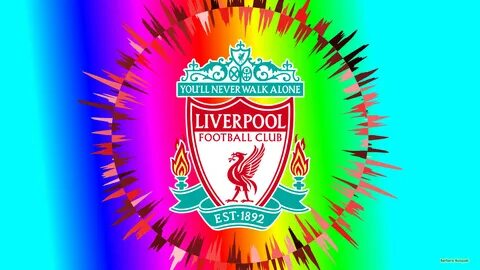 YOU'LL NEVER WALK ALONE
LIVERPOOL
FOOTBALL CLUB
EST·1892